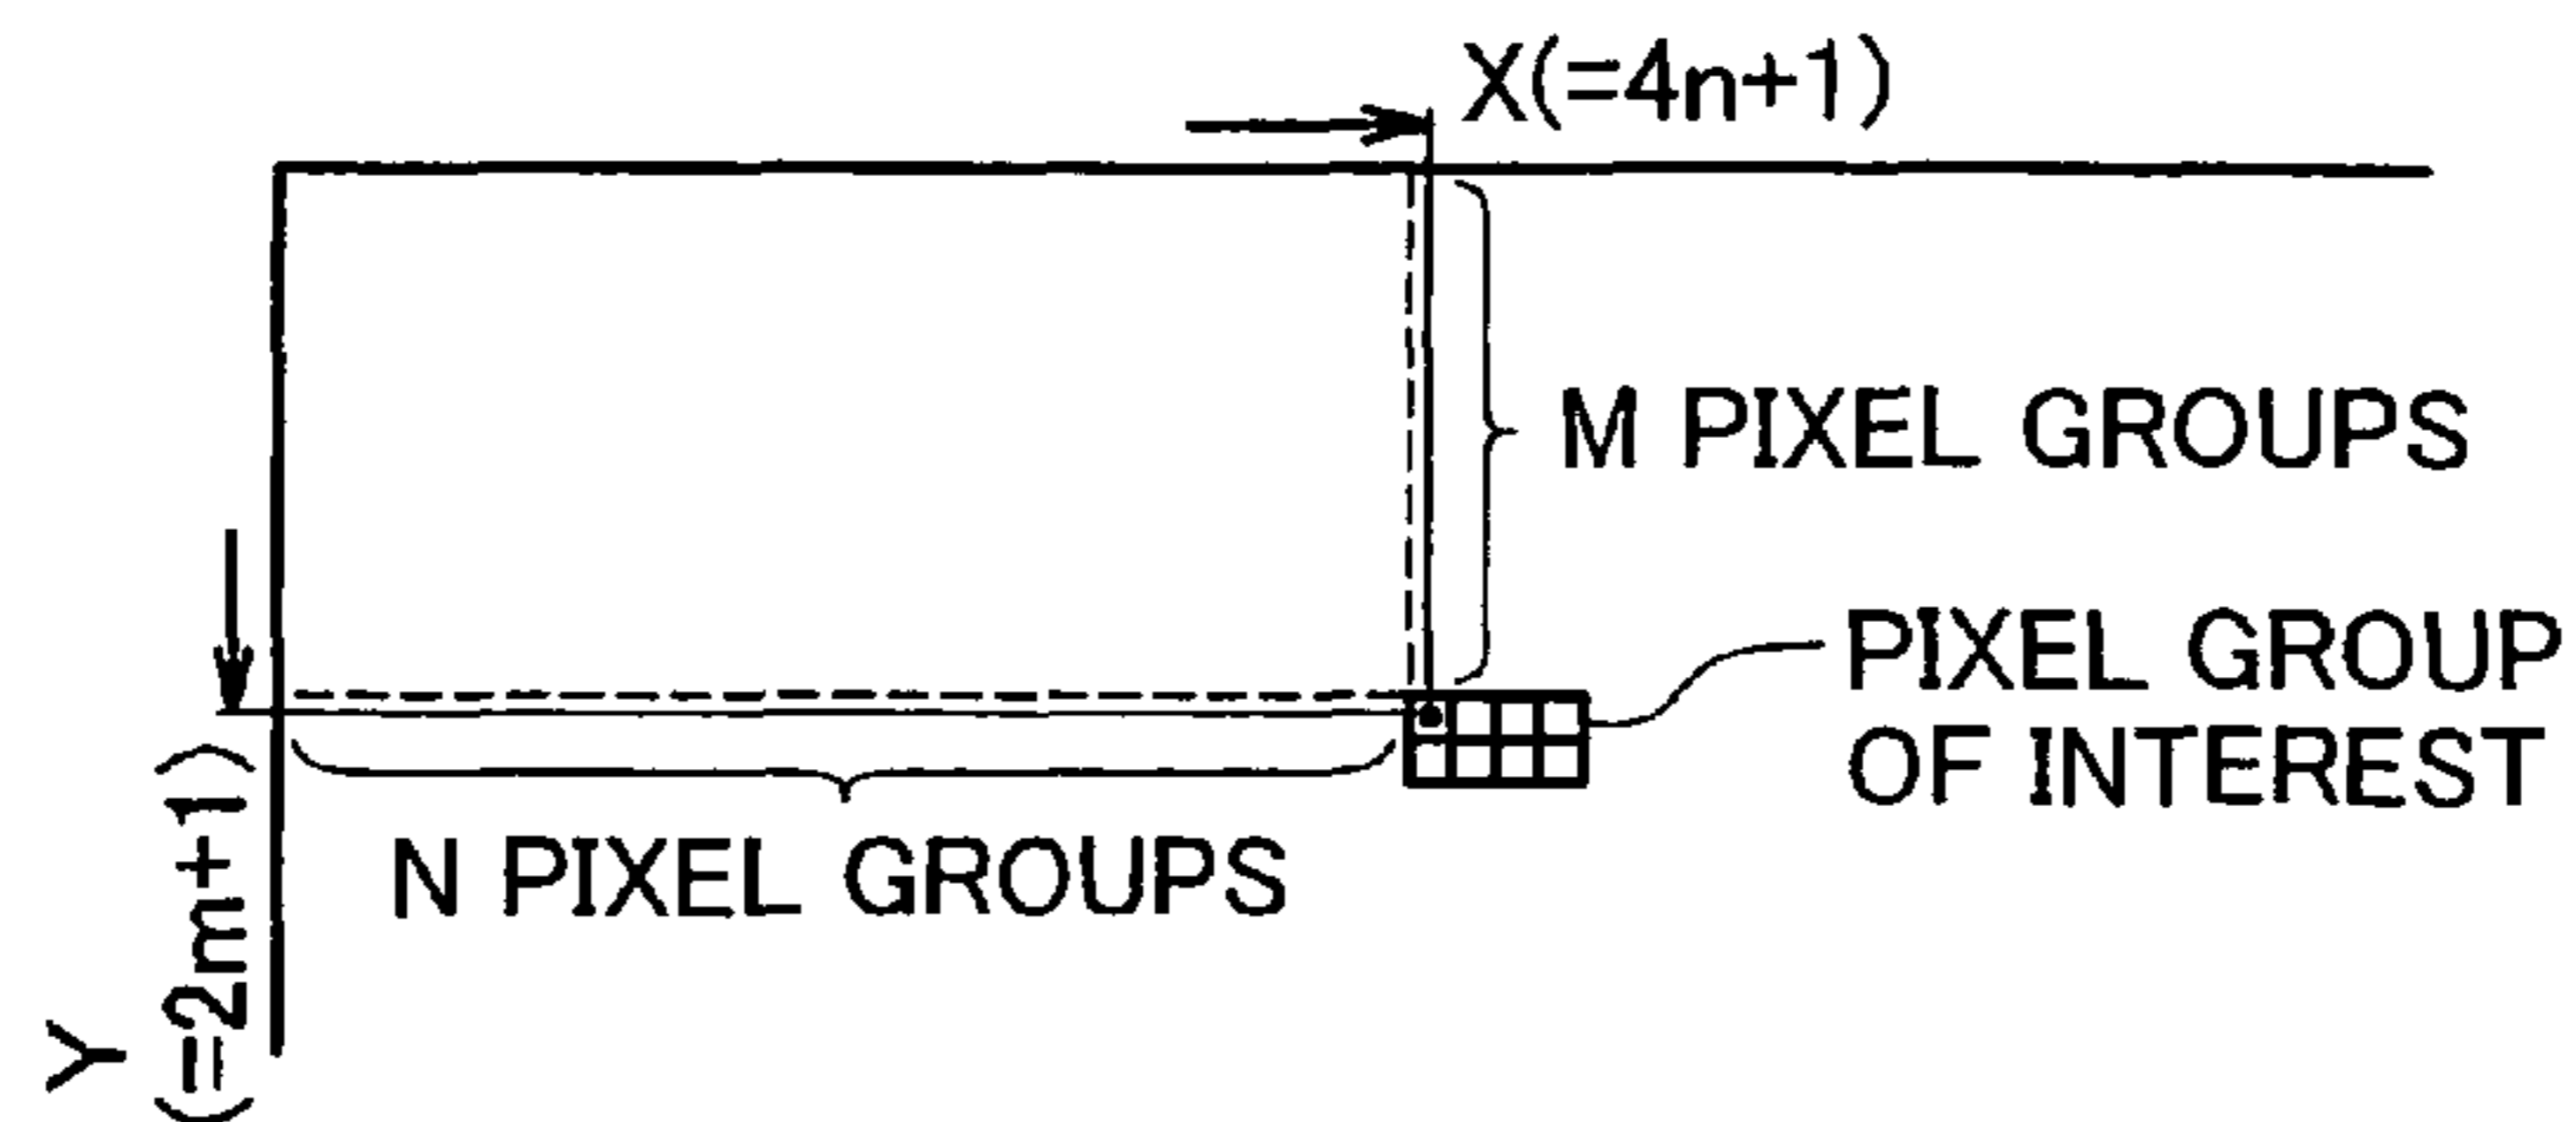 X(=4n+1)
M PIXEL GROUPS
PIXEL GROUP
OF INTEREST
N PIXEL GROUPS
Y
(=2m+1)